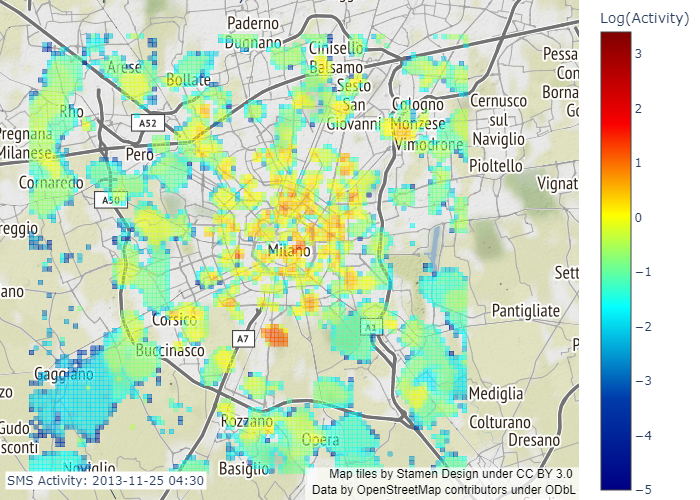 Log(Activity)
3
2
1
0
−1
−2
−3
−4
−5
Paderno
Dugnano
Cinisello
Balsamo
Sesto
San
Giovanni
Arese
Bollate
Rho
A52
Cologno
Monzese
Vimodrone
Cernusco
sul
Naviglio
Pessa
Borna
Pioltello
Vignat
Pregnana
Milanese
Pero
Cornaredo
A50
reggio
Milano
ano
Sett
Pantigliate
Corsico
A7
A1
Buccinasco
Gaggiano
zo
Gudo
sconti
Rozzano
Opera
Mediglia
Colturano
Dresano
Noviglio
Basiglio
SMS Activity: 2013-11-25 04:30
Map tiles by Stamen Design under CC BY 3.0
Data by OpenStreetMap contributors under ODbL